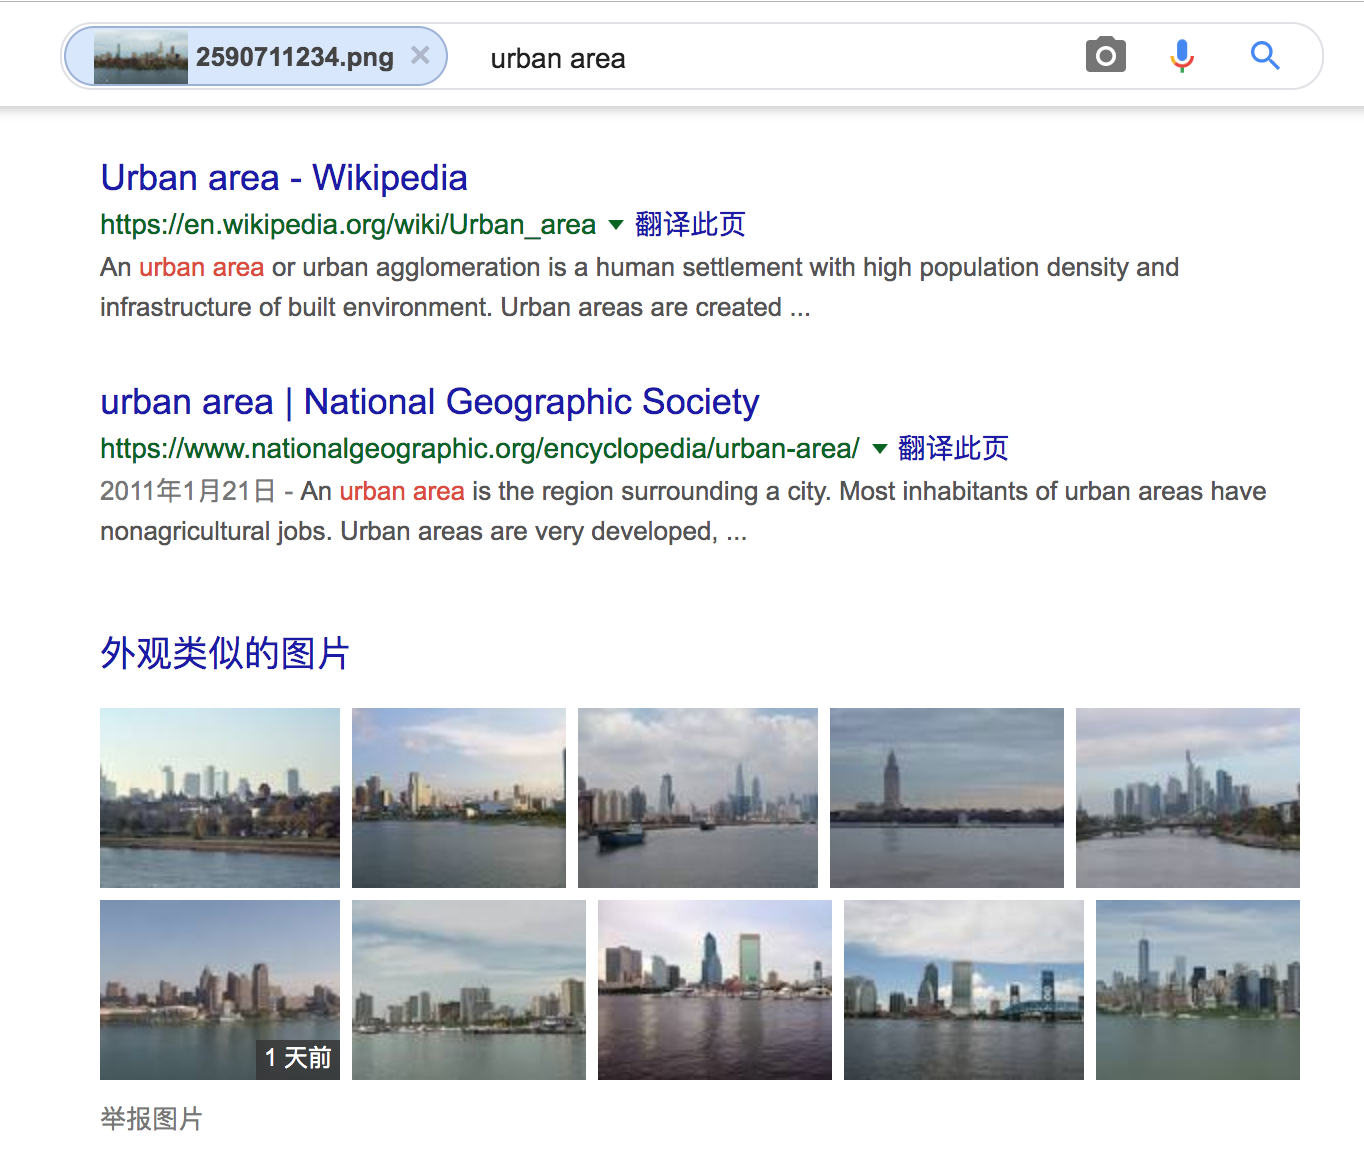 2590711234.png × urban area
Urban area - Wikipedia
https://en.wikipedia.org/wiki/Urban_area ▼ 翻译此页
An urban area or urban agglomeration is a human settlement with high population density and
infrastructure of built environment. Urban areas are created ...
urban area | National Geographic Society
https://www.nationalgeographic.org/encyclopedia/urban-area/ ▼ 翻译此页
2011年1月21日 - An urban area is the region surrounding a city. Most inhabitants of urban areas have
nonagricultural jobs. Urban areas are very developed, ...
外观类似的图片
1 天前
举报图片